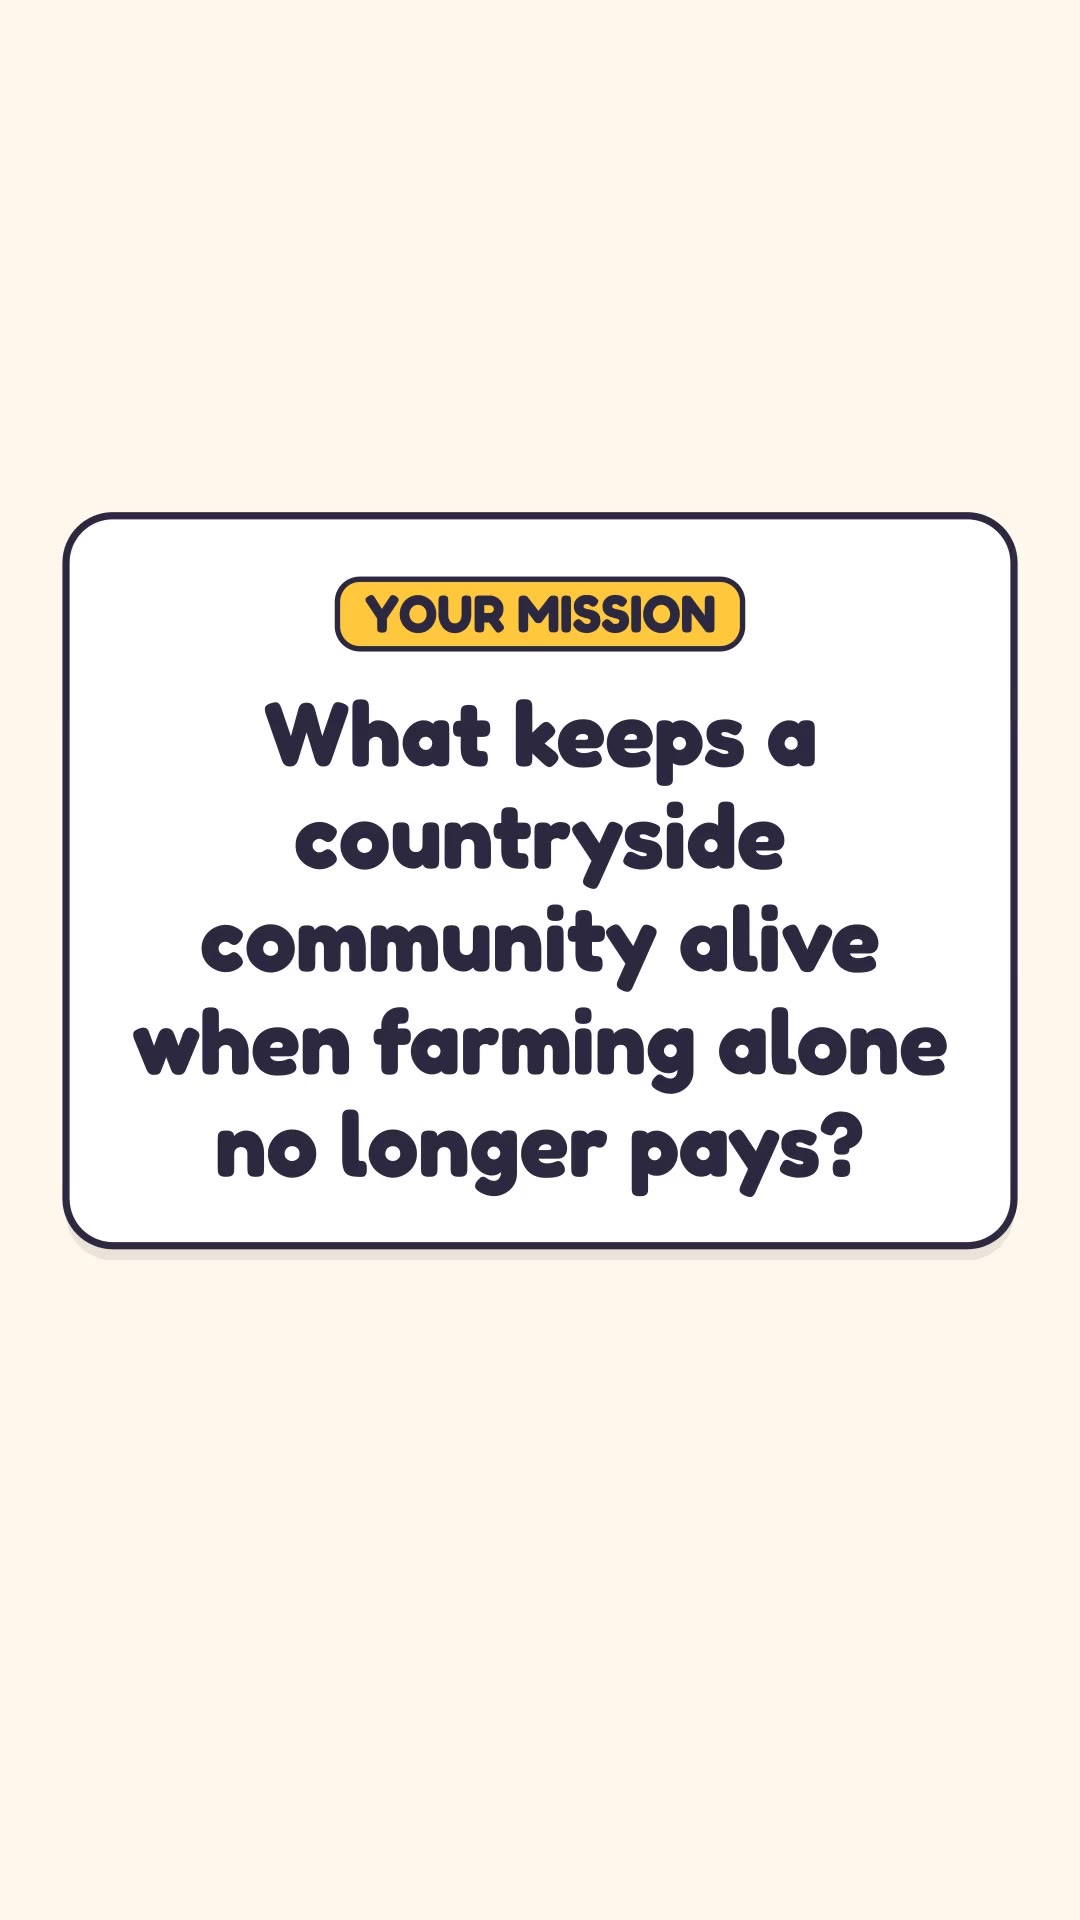 YOUR MISSION
What keeps a
countryside
community alive
when farming alone
no longer pays?